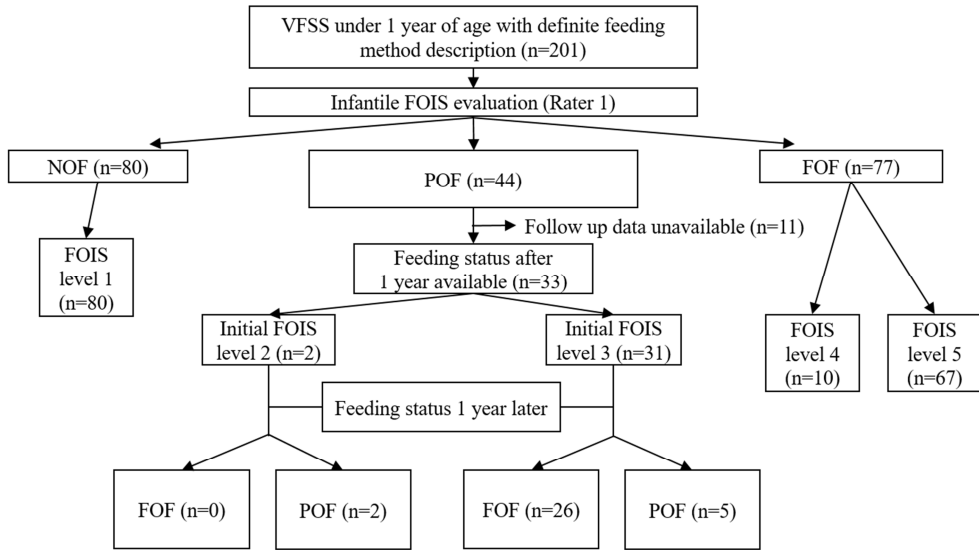 VFSS under 1 year of age with definite feeding
method description (n=201)
Infantile FOIS evaluation (Rater 1)
NOF (n=80)
POF (n=44)
FOF (n=77)
Follow up data unavailable (n=11)
FOIS
level 1
(n=80)
Feeding status after
1 year available (n=33)
Initial FOIS
level 2 (n=2)
Initial FOIS
level 3 (n=31)
FOIS
level 4
(n=10)
FOIS
level 5
(n=67)
Feeding status 1 year later
FOF (n=0)
POF (n=2)
FOF (n=26)
POF (n=5)